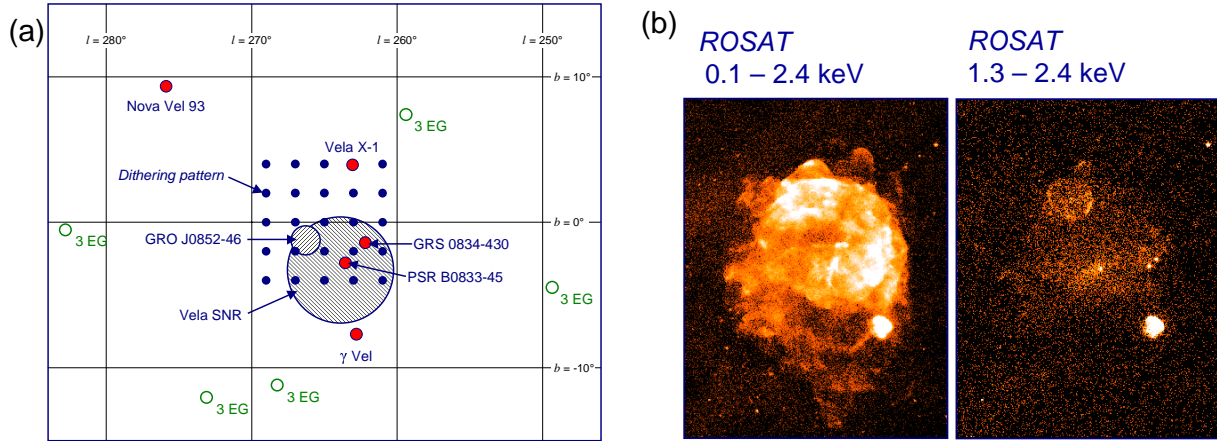 (a)
l = 280°
l = 270°
l = 260°
l = 250°
b = 10°
Nova Vel 93
3 EG
Vela X-1
Dithering pattern
b = 0°
3 EG
GRO J0852-46
GRS 0834-430
PSR B0833-45
3 EG
Vela SNR
γ Vel
b = -10°
3 EG
3 EG
(b)
ROSAT
0.1 – 2.4 keV
ROSAT
1.3 – 2.4 keV